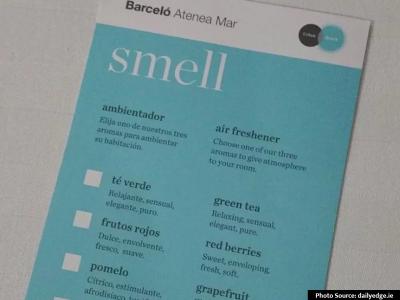 Barceló Atenea Mar
smell
ambientador
Elija uno de nuestros tres
aromas para ambientar
su habitación.
air freshener
Choose one of our three
aromas to give atmosphere
to your room.
té verde
Relajante, sensual,
elegante, puro.
green tea
Relaxing, sensual,
elegant, pure.
frutos rojos
Dulce, envolvente,
fresco, suave.
red berries
Sweet, enveloping,
fresh, soft.
pomelo
Cítrico, estimulante,
grapefruit
Photo Source: dailyedge.ie